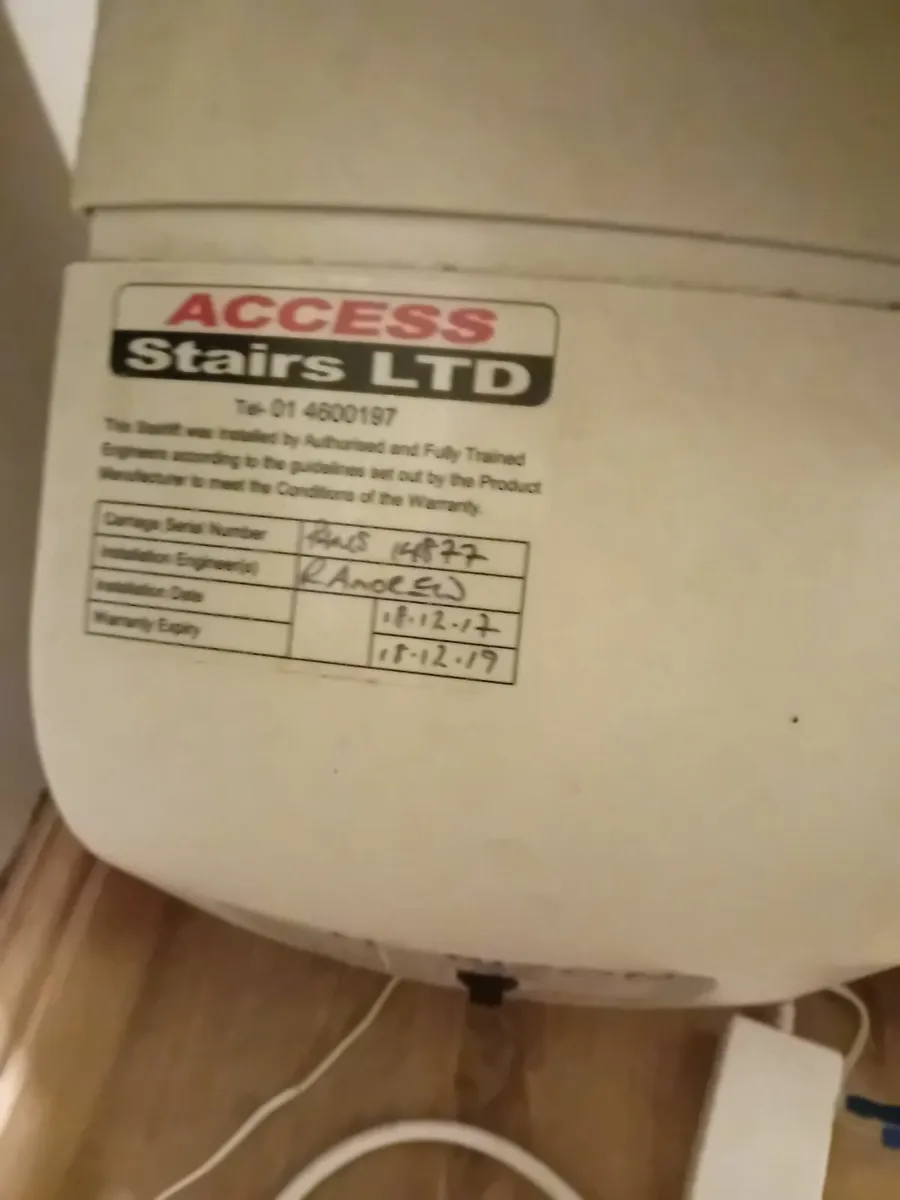 ACCESS
Stairs LTD
Tel- 01 4600197
This Stairlift was installed by Authorised and Fully Trained
Engineers according to the guidelines set out by the Product
Manufacturer to meet the Conditions of the Warranty.
Carriage Serial Number 14877
Installation Engineer(s)
Installation Date 18.12.17
Warranty Expiry 18.12.19